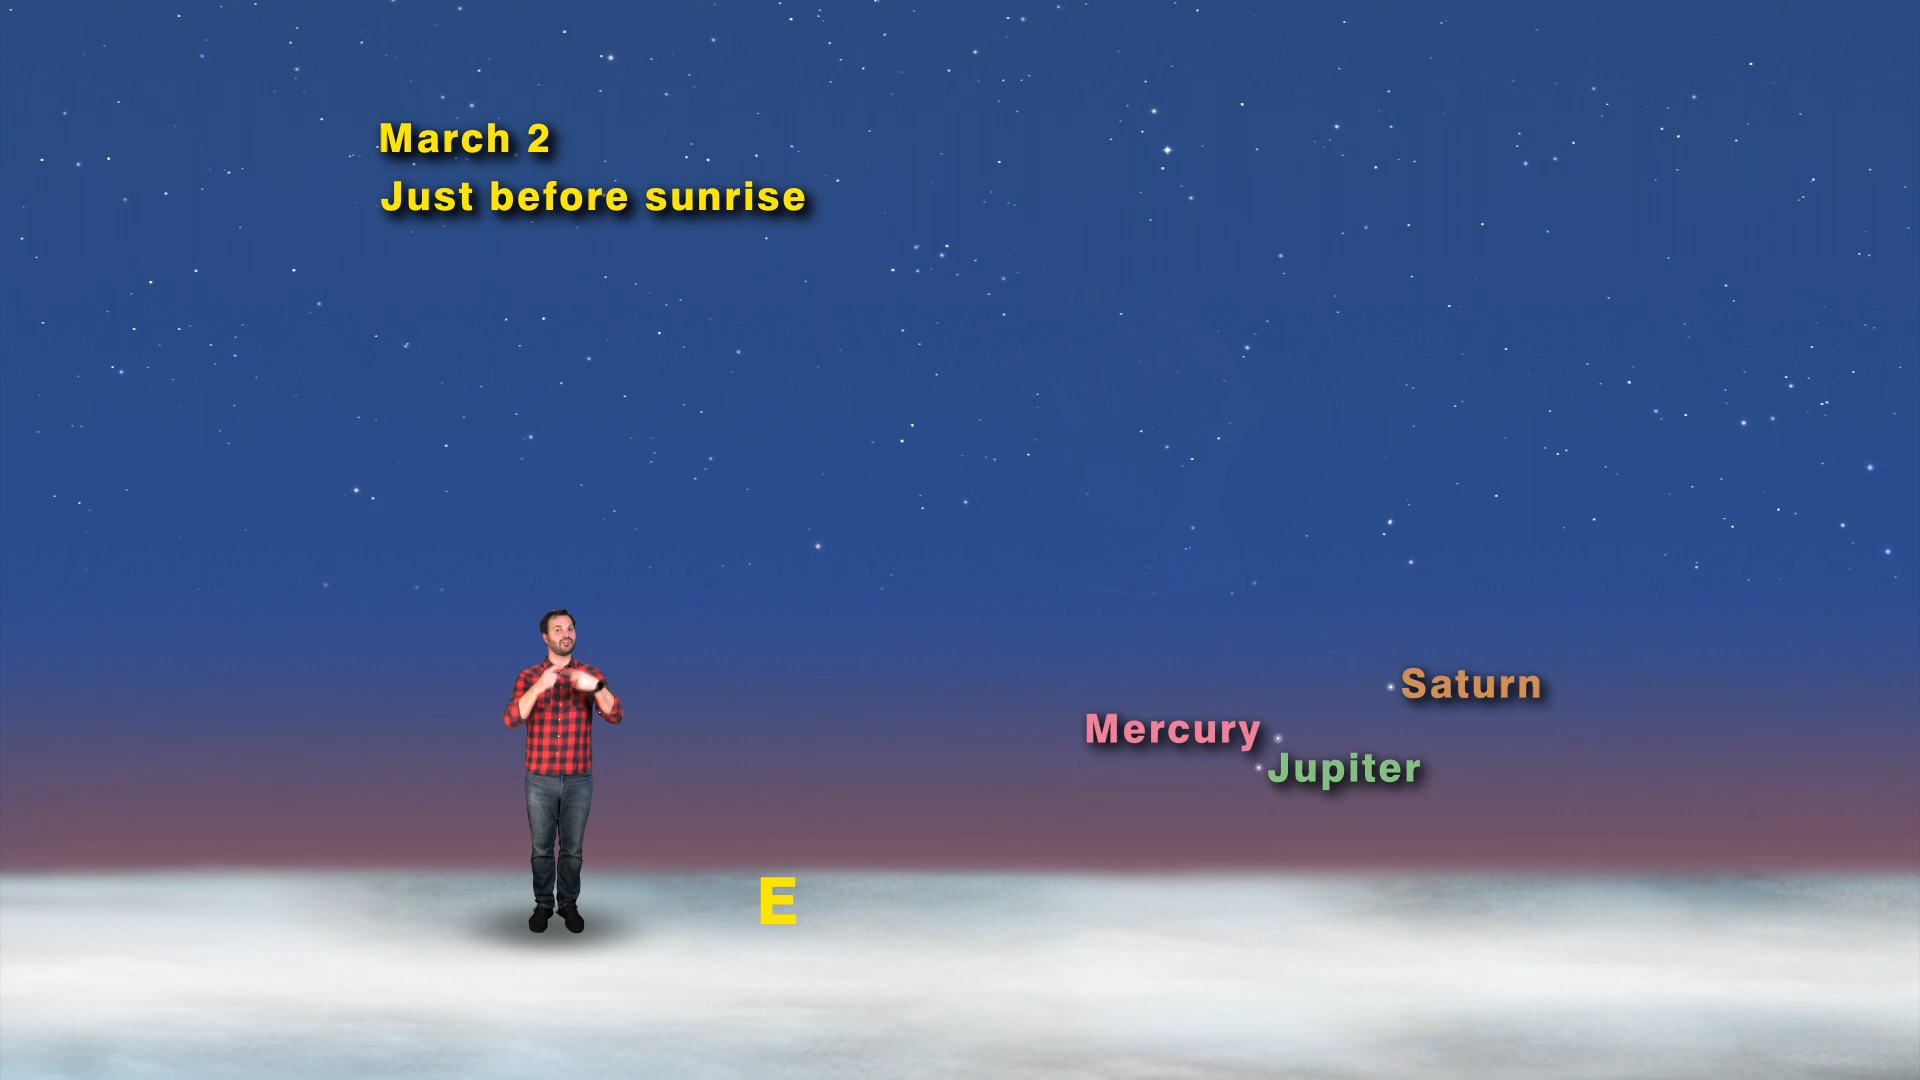 March 2
Just before sunrise
Saturn
Mercury
Jupiter
E